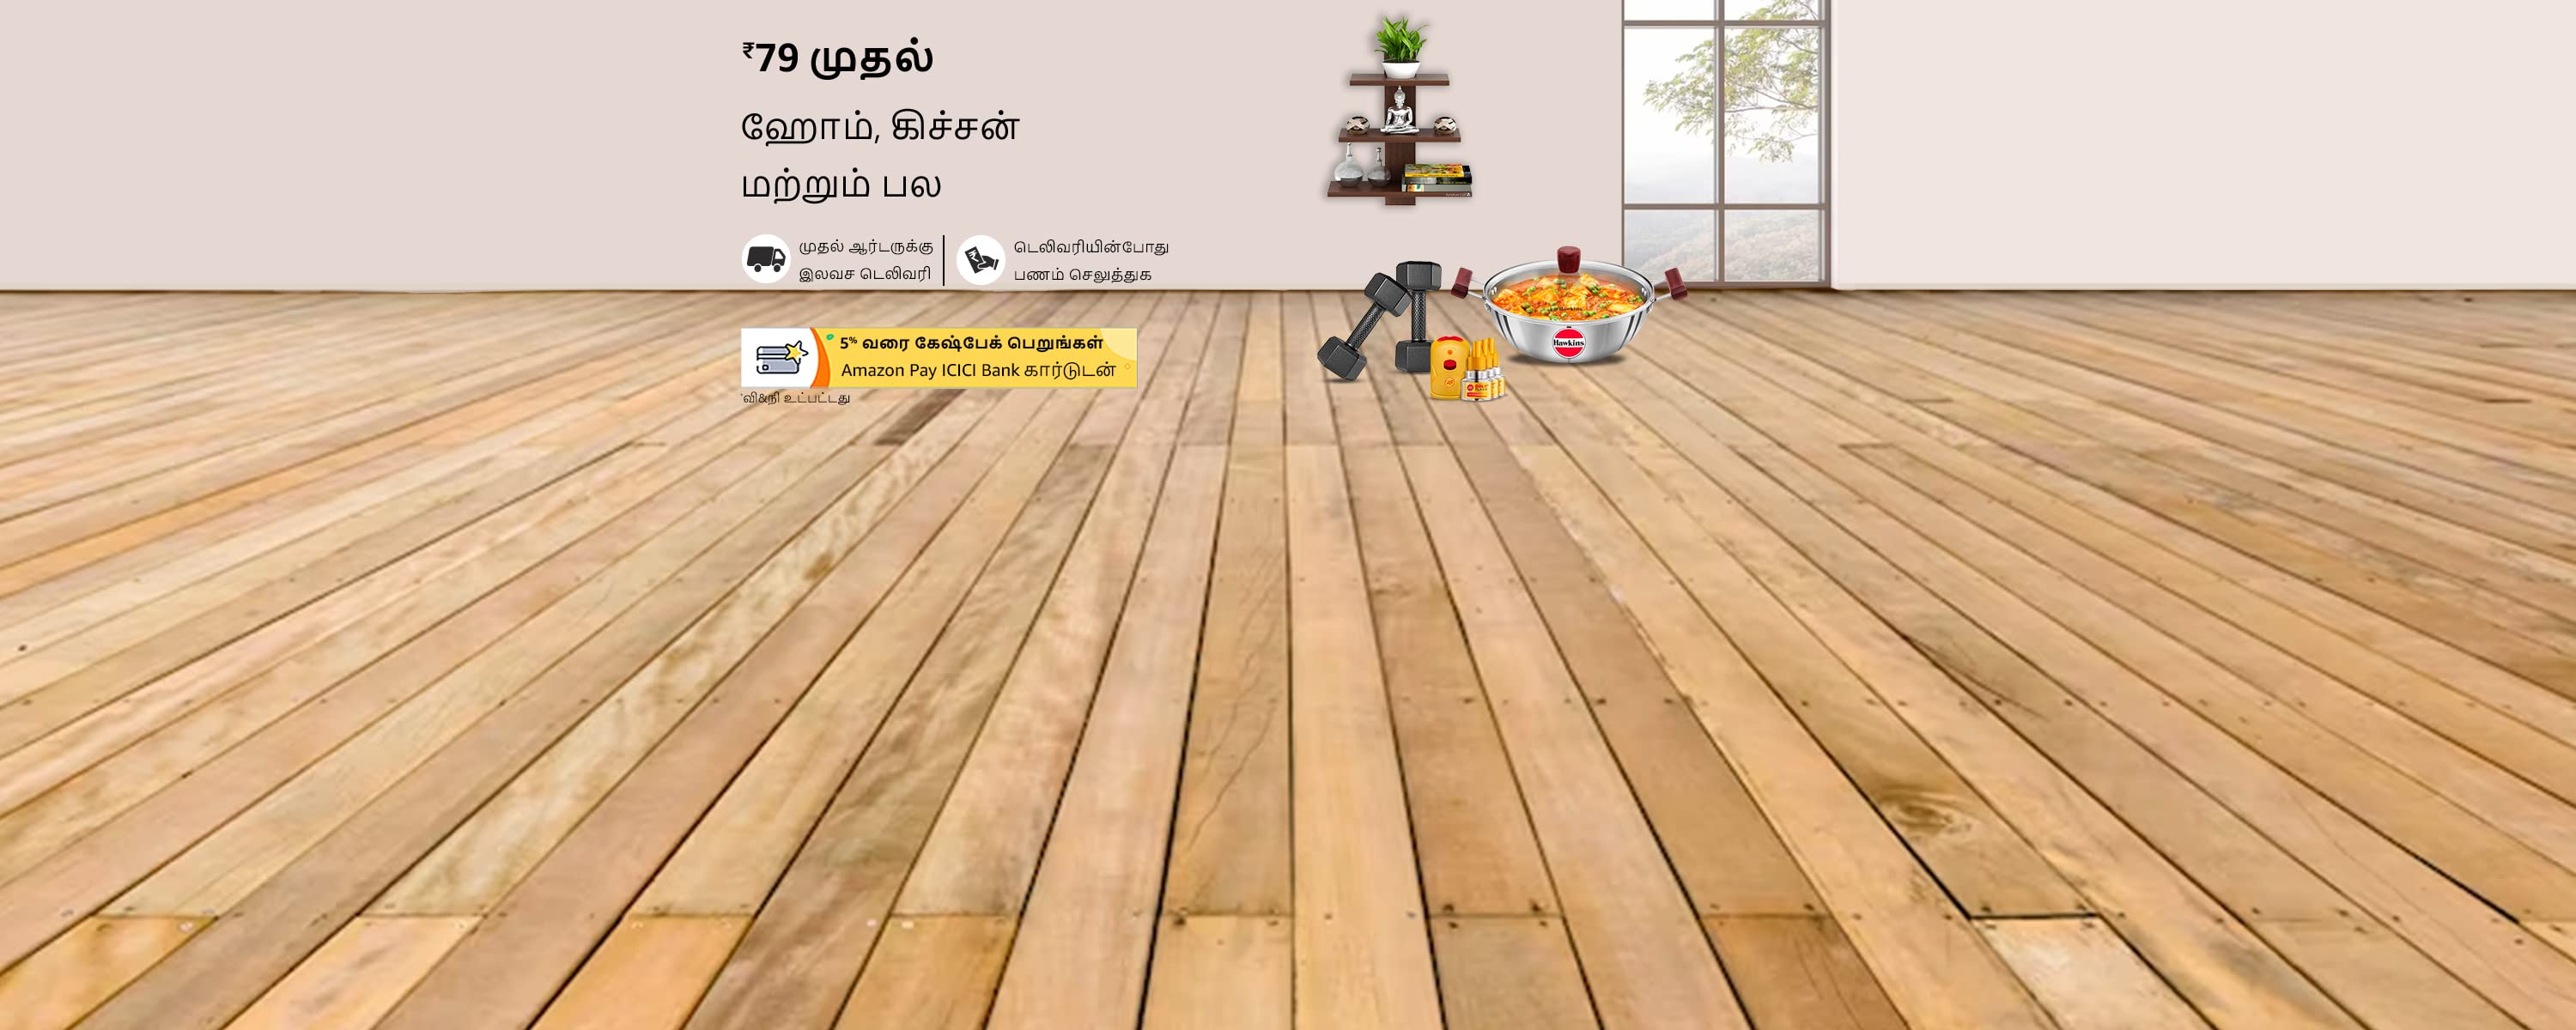 ₹79 முதல்
ஹோம், கிச்சன்
மற்றும் பல
முதல் ஆர்டருக்கு
இலவச டெலிவரி
டெலிவரியின்போது
பணம் செலுத்துக
5% வரை கேஷ்பேக் பெறுங்கள்
Amazon Pay ICICI Bank கார்டுடன்
*வி&நி உட்பட்டது
Hawkins